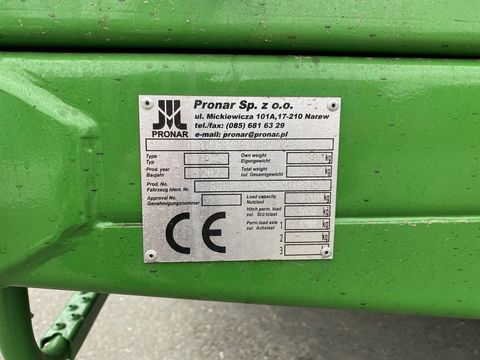 PRONAR
Pronar Sp. z o.o.
ul. Mickiewicza 101A,17-210 Narew
tel./fax: (085) 681 63 29
e-mail: pronar@pronar.pl
Type
Typ
Own weight
Eigengewicht
kg
Prod. year
Baujahr
Total weight
zul. Gesamtgewicht
kg
Prod. No.
Fahrzeug Ident. Nr.
Approval No.
Genehmigungsnommer
Load capacity
Nutzlast
kg
Hitch perm. load
zul. Stützlast
kg
Perm. load axle
zul. Achslast
1
kg
2
kg
3
kg
CE